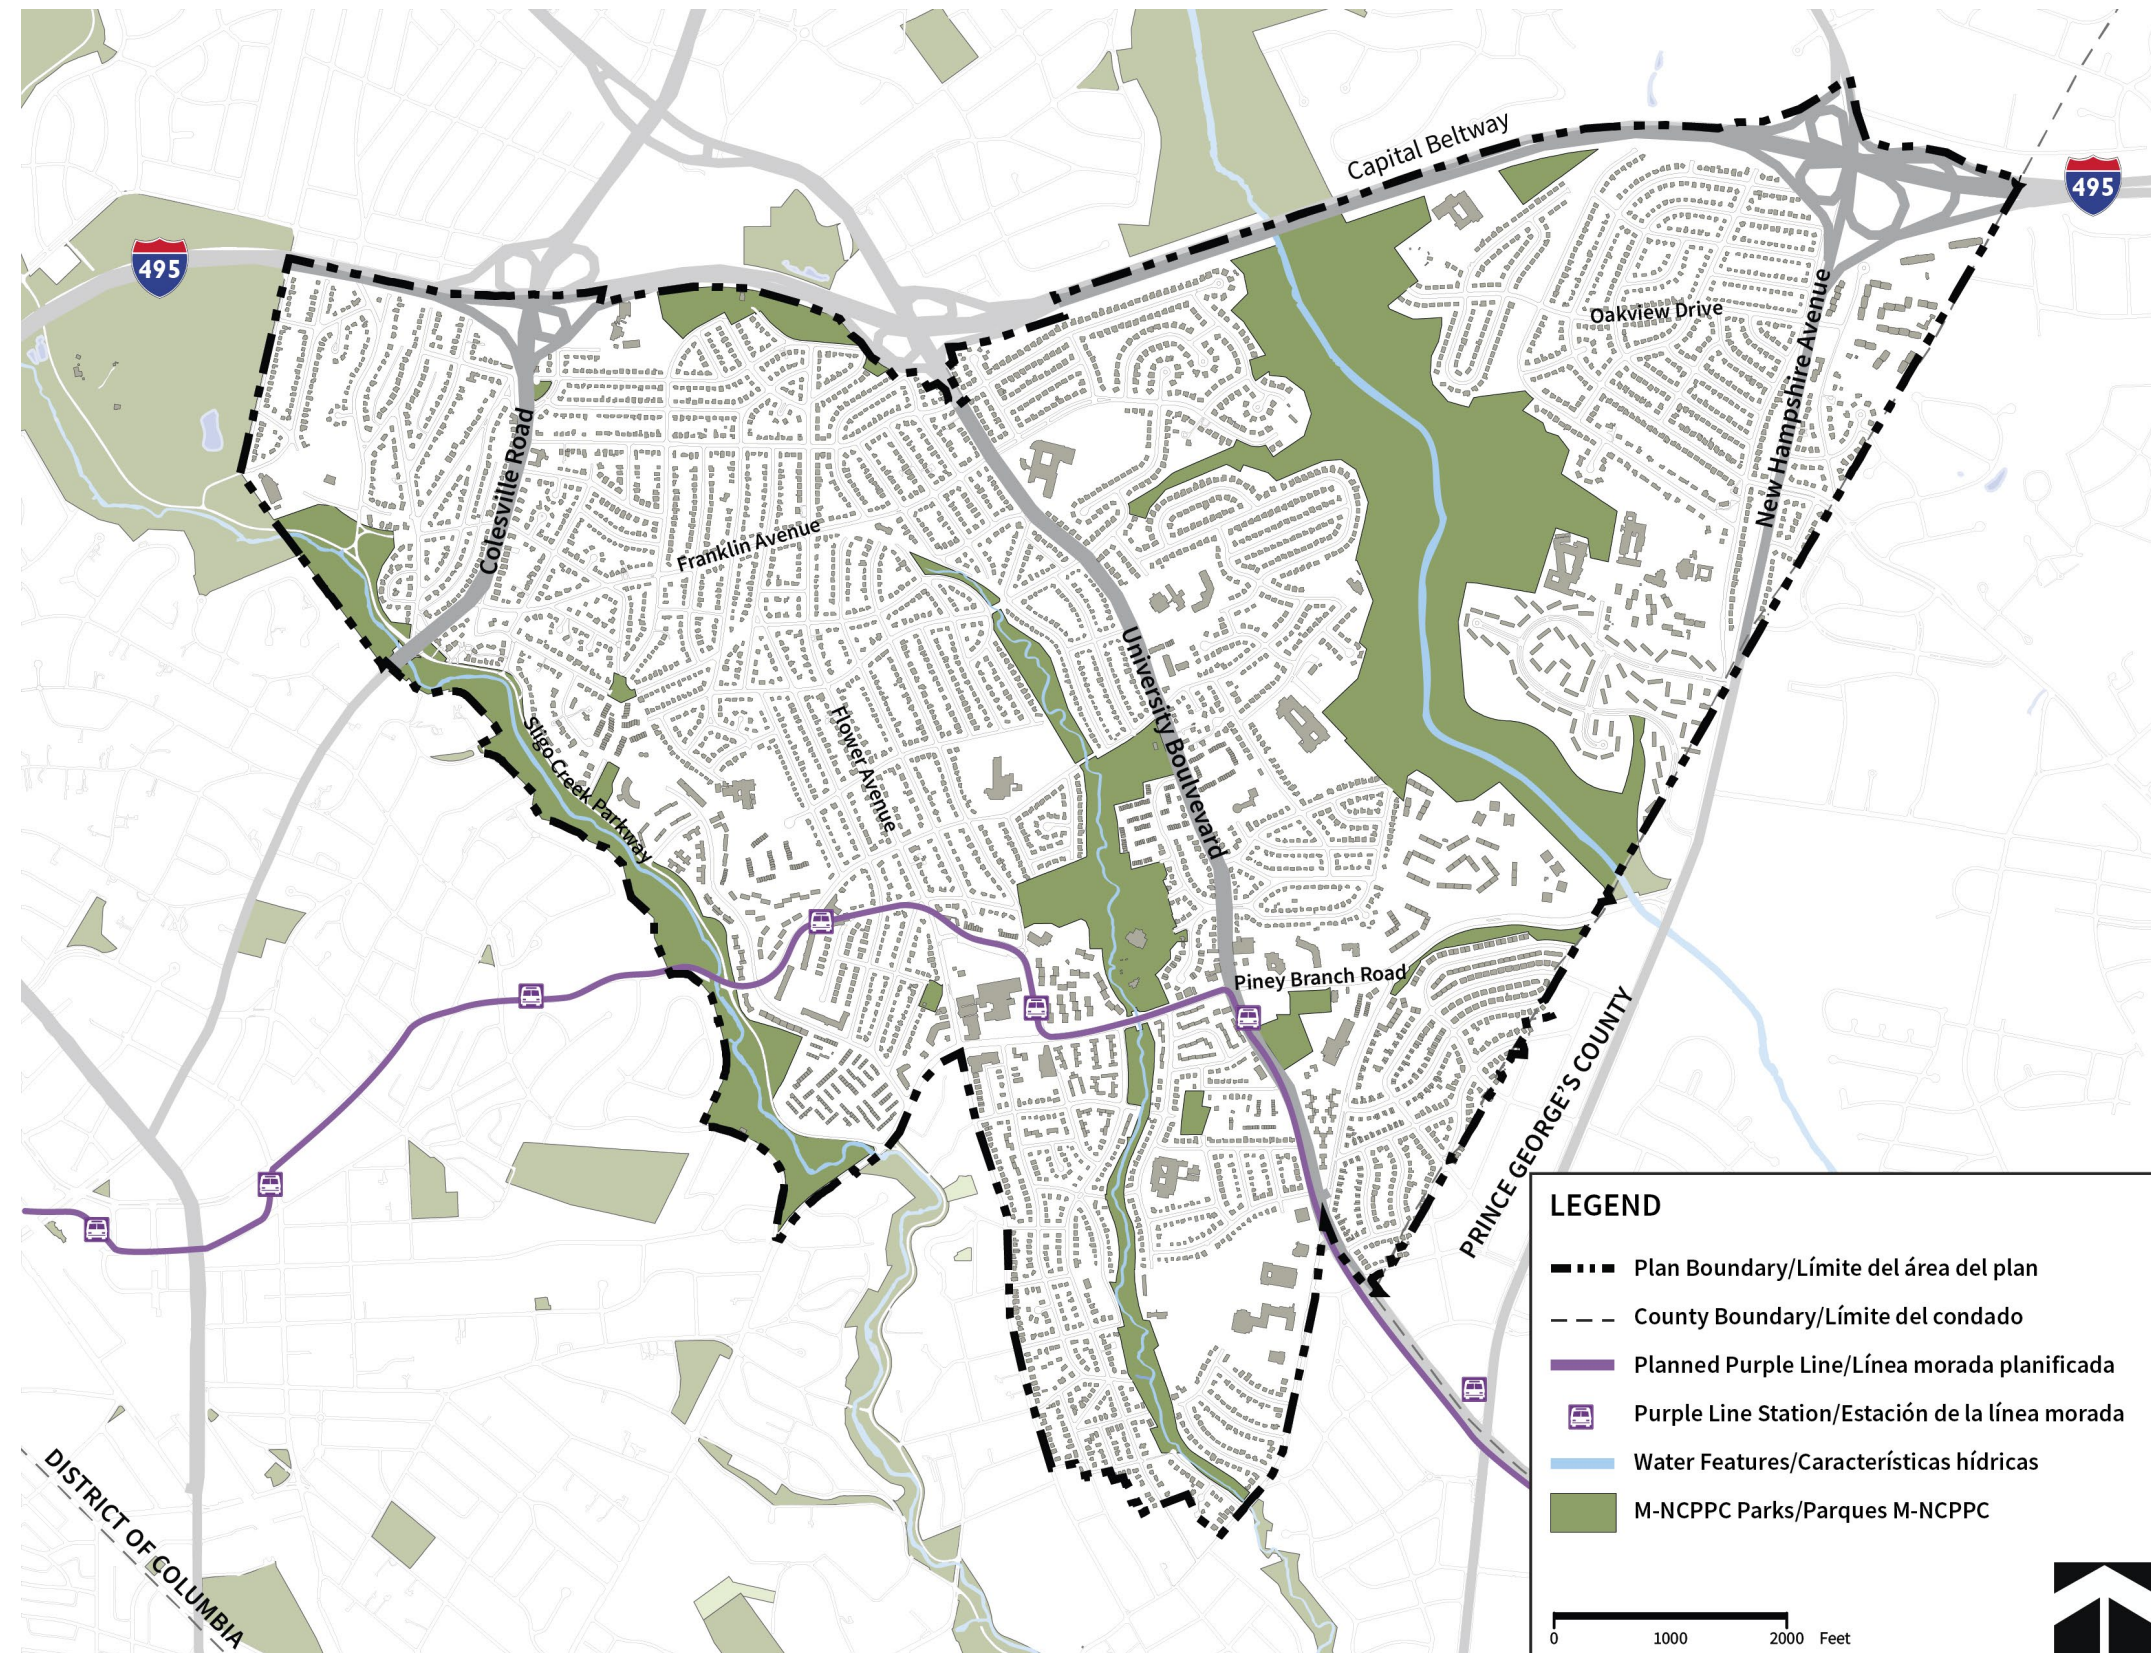 Capital Beltway
495
495
Oakview Drive
New Hampshire Avenue
Colesville Road
Franklin Avenue
University Boulvevard
Flower Avenue
Sligo Creek Parkway
Piney Branch Road
PRINCE GEORGE'S COUNTY
DISTRICT OF COLUMBIA
LEGEND
Plan Boundary/Límite del área del plan
County Boundary/Límite del condado
Planned Purple Line/Línea morada planificada
Purple Line Station/Estación de la línea morada
Water Features/Características hídricas
M-NCPPC Parks/Parques M-NCPPC
0 1000 2000 Feet